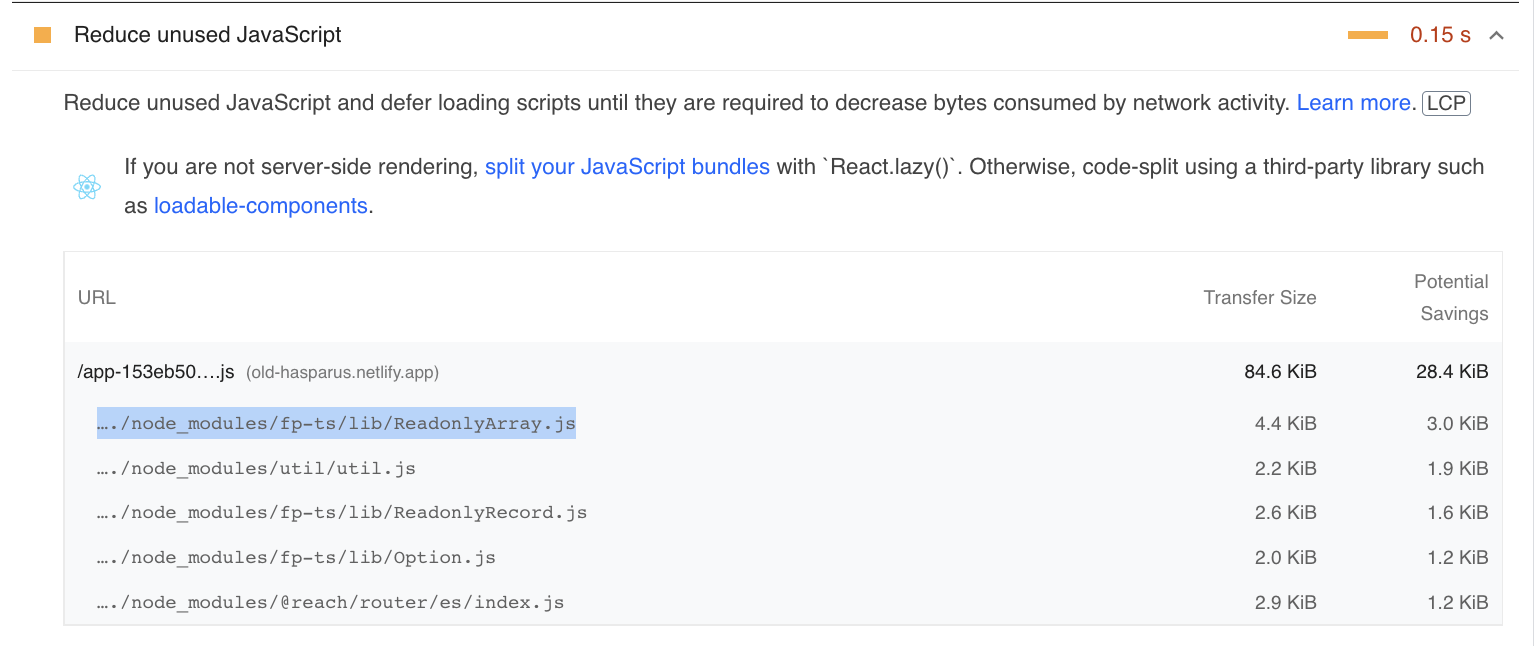 Reduce unused JavaScript 0.15 s
Reduce unused JavaScript and defer loading scripts until they are required to decrease bytes consumed by network activity. Learn more. LCP
If you are not server-side rendering, split your JavaScript bundles with `React.lazy()`. Otherwise, code-split using a third-party library such
as loadable-components.
URL Transfer Size Potential
Savings
/app-153eb50….js (old-hasparus.netlify.app) 84.6 KiB 28.4 KiB
…./node_modules/fp-ts/lib/ReadonlyArray.js 4.4 KiB 3.0 KiB
…./node_modules/util/util.js 2.2 KiB 1.9 KiB
…./node_modules/fp-ts/lib/ReadonlyRecord.js 2.6 KiB 1.6 KiB
…./node_modules/fp-ts/lib/Option.js 2.0 KiB 1.2 KiB
…./node_modules/@reach/router/es/index.js 2.9 KiB 1.2 KiB